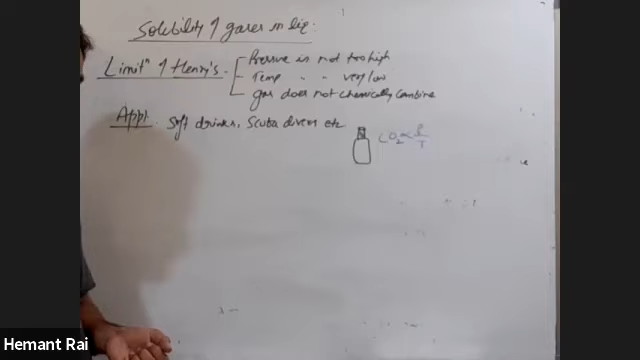 Solubility of gases in liq:
Limitⁿ of Henry's
Pressure is not too high
Temp " " very low
gas does not chemically combine
Appl. Soft drinks, Scuba divers etc
CO₂ ∝ P/T
Hemant Rai